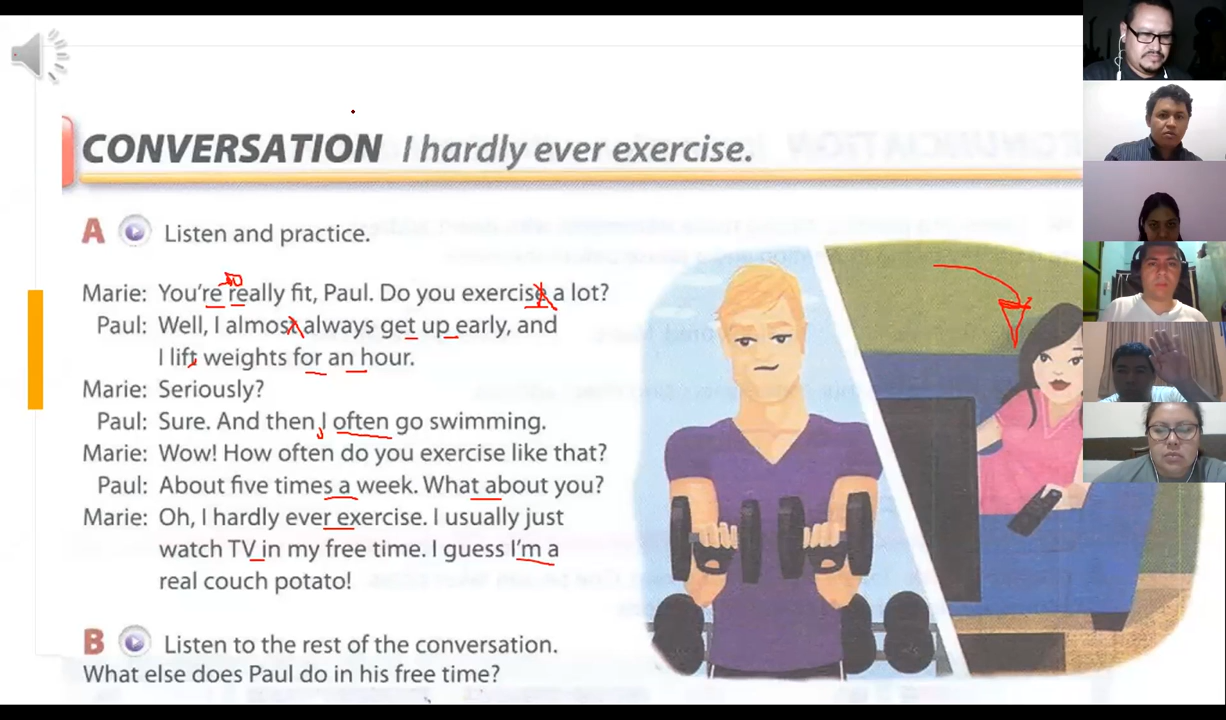 CONVERSATION I hardly ever exercise.
A Listen and practice.
Marie: You're really fit, Paul. Do you exercise a lot?
Paul: Well, I almost always get up early, and
I lift weights for an hour.
Marie: Seriously?
Paul: Sure. And then I often go swimming.
Marie: Wow! How often do you exercise like that?
Paul: About five times a week. What about you?
Marie: Oh, I hardly ever exercise. I usually just
watch TV in my free time. I guess I'm a
real couch potato!
B Listen to the rest of the conversation.
What else does Paul do in his free time?